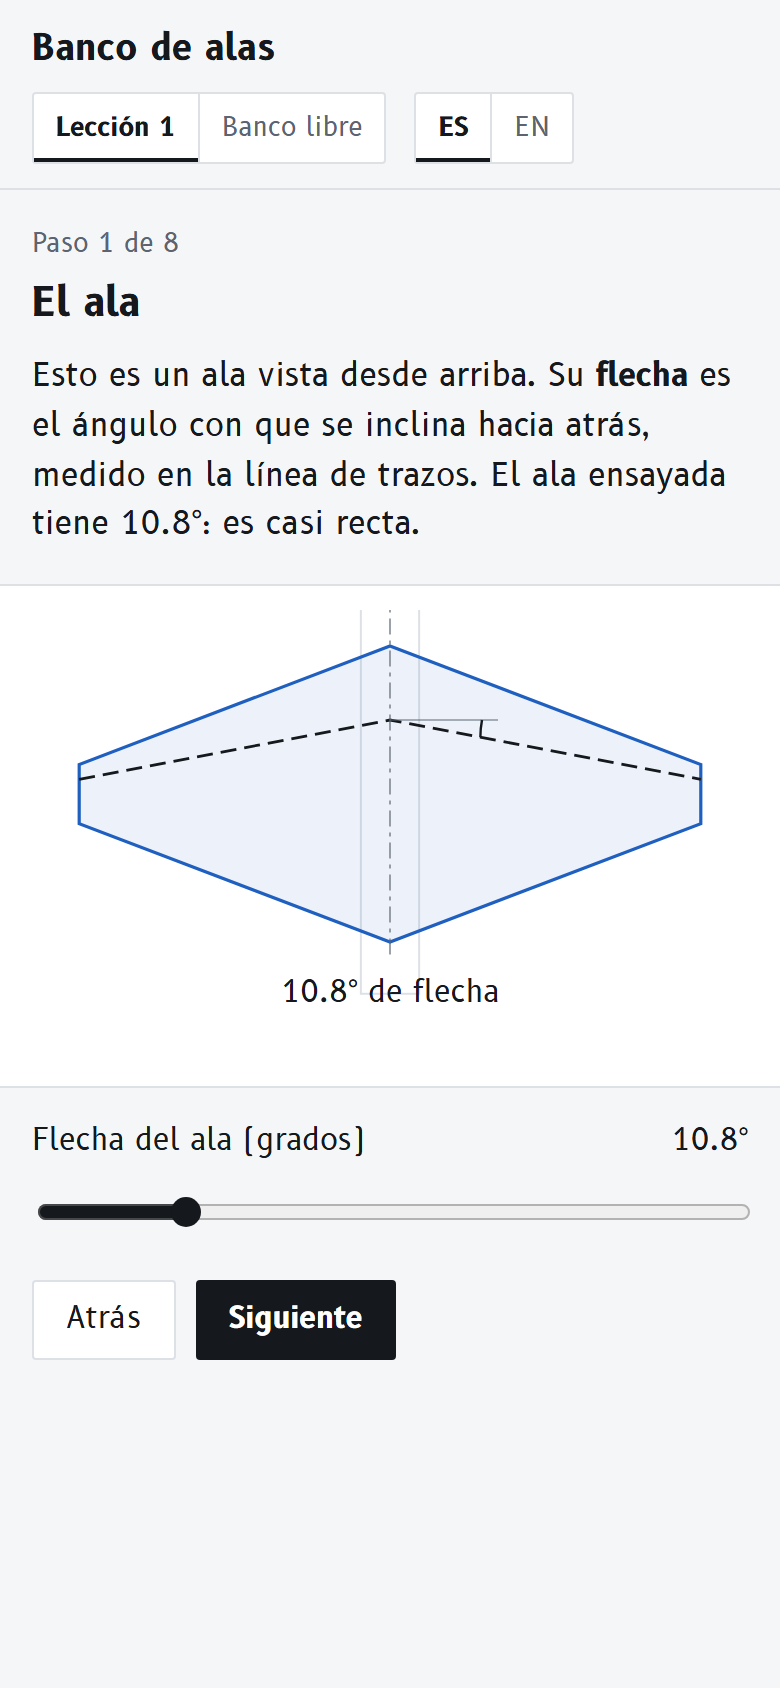 Banco de alas
Lección 1
Banco libre
ES
EN
Paso 1 de 8
El ala
Esto es un ala vista desde arriba. Su flecha es
el ángulo con que se inclina hacia atrás,
medido en la línea de trazos. El ala ensayada
tiene 10.8°: es casi recta.
10.8° de flecha
Flecha del ala (grados)
10.8°
Atrás
Siguiente